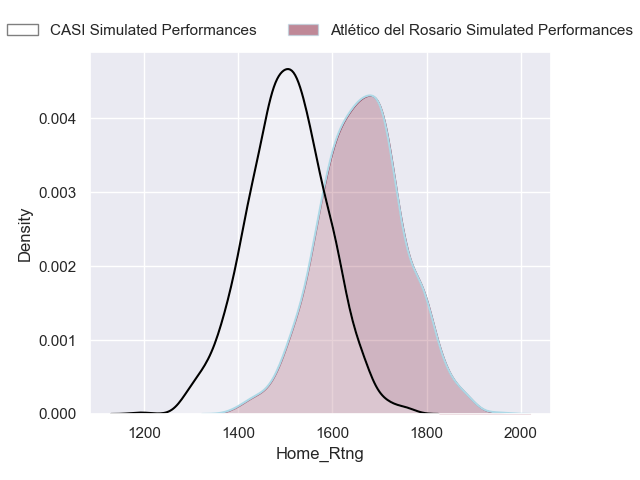 CASI Simulated Performances
Atlético del Rosario Simulated Performances
Density
0.004
0.003
0.002
0.001
0.000
1200 1400 1600 1800 2000
Home_Rtng